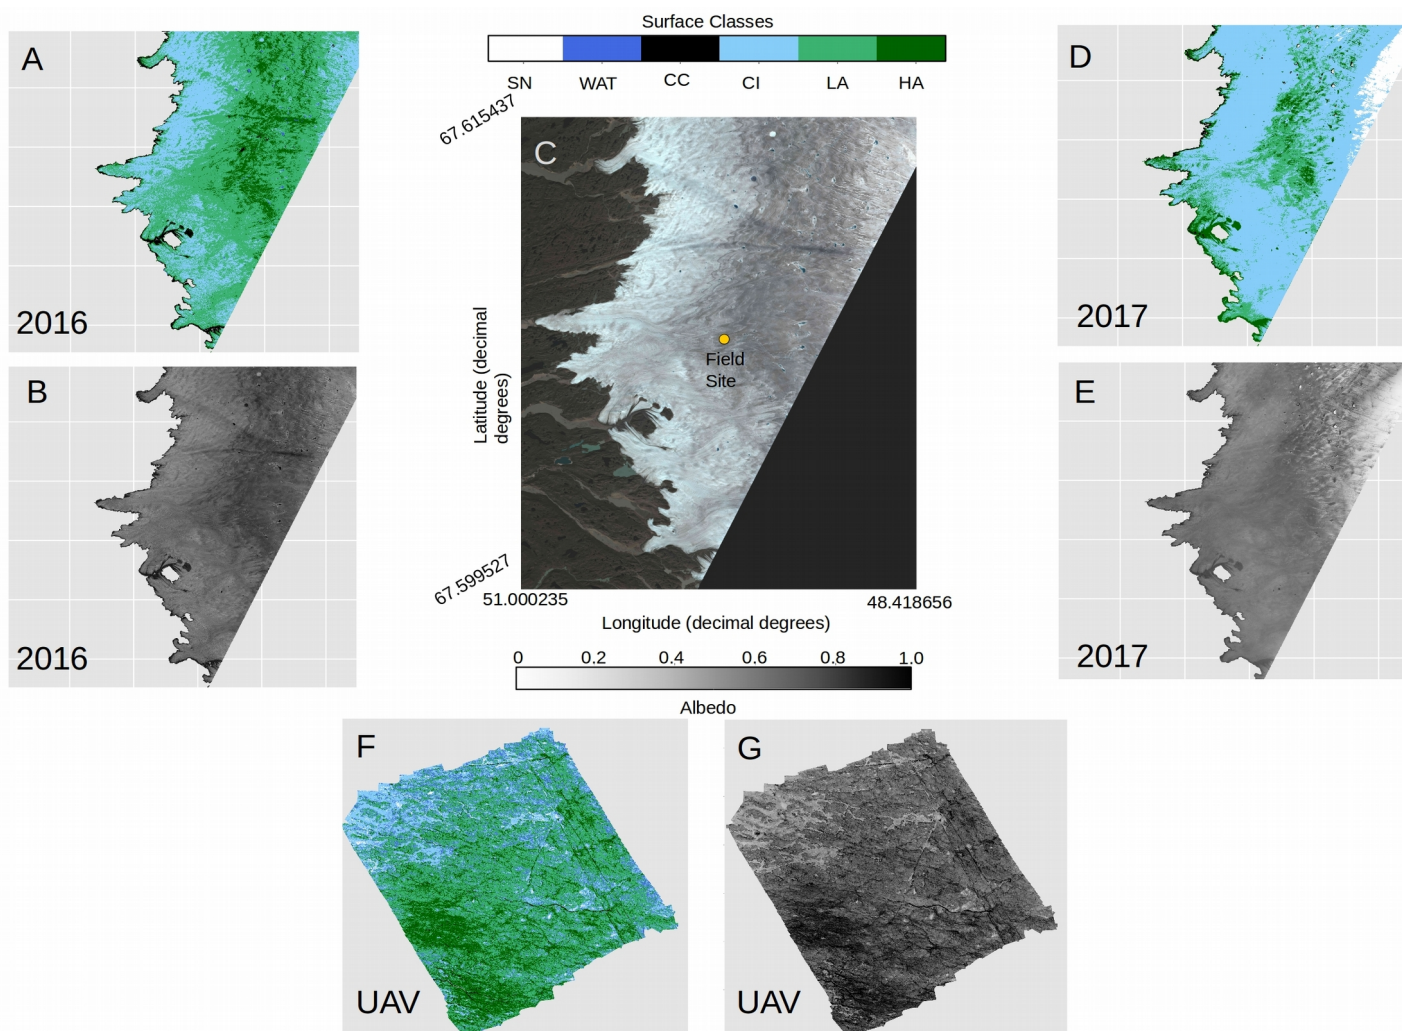 Surface Classes
SN WAT CC CI LA HA
A
2016
B
2016
67.615437
C
Field
Site
Latitude (decimal
degrees)
67.599527
51.000235 48.418656
Longitude (decimal degrees)
0 0.2 0.4 0.6 0.8 1.0
Albedo
D
2017
E
2017
F
UAV
G
UAV